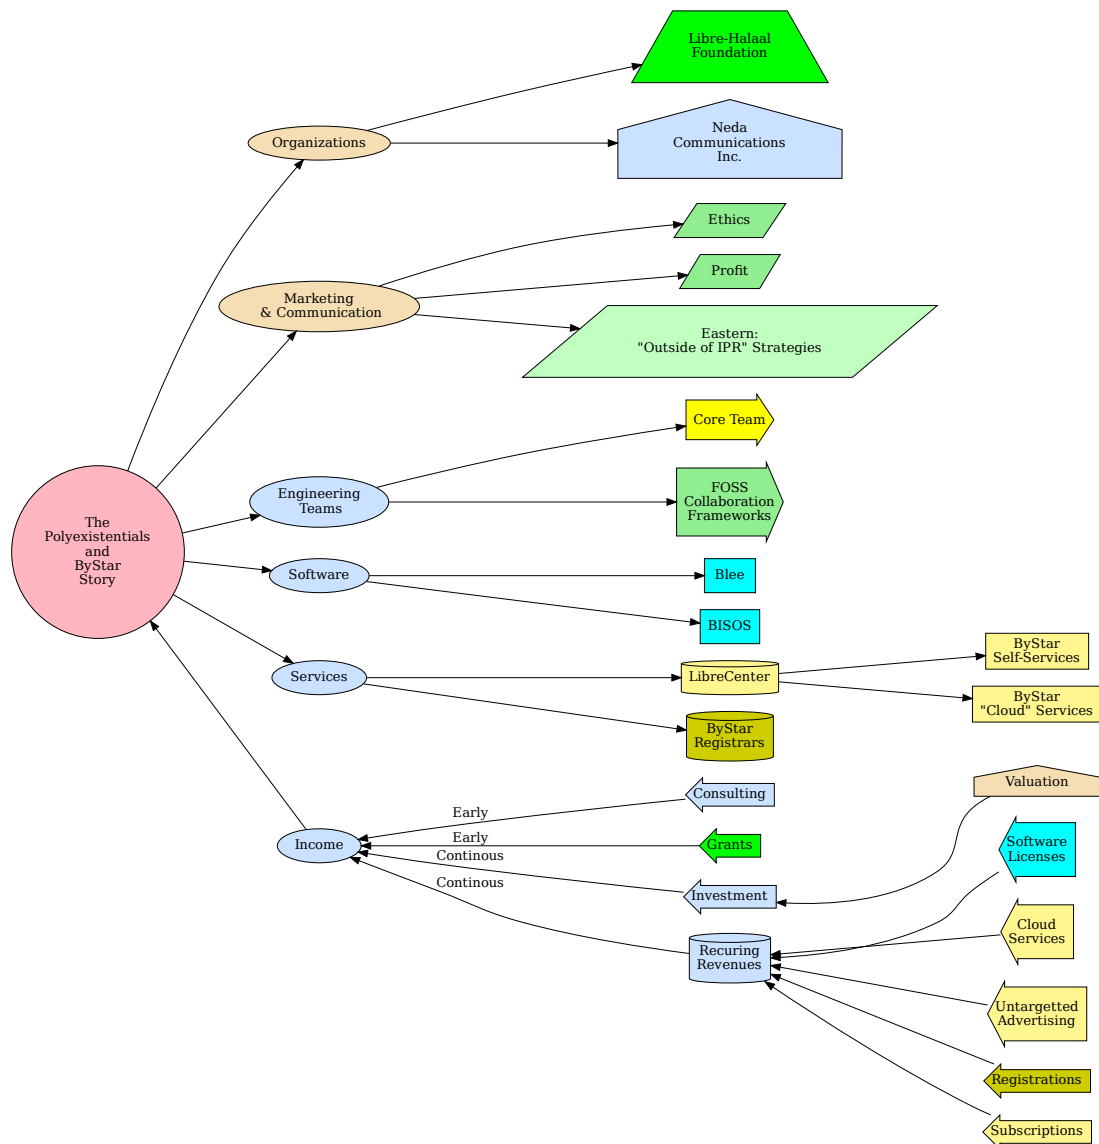 Libre-Halaal
Foundation
Organizations
Neda
Communications
Inc.
Ethics
Profit
Marketing
& Communication
Eastern:
"Outside of IPR" Strategies
Core Team
Engineering
Teams
FOSS
Collaboration
Frameworks
The
Polyexistentials
and
ByStar
Story
Software
Blee
BISOS
Services
LibreCenter
ByStar
Self-Services
ByStar
"Cloud" Services
ByStar
Registrars
Consulting
Valuation
Early
Income
Early
Grants
Software
Licenses
Continous
Investment
Continous
Cloud
Services
Recuring
Revenues
Untargetted
Advertising
Registrations
Subscriptions